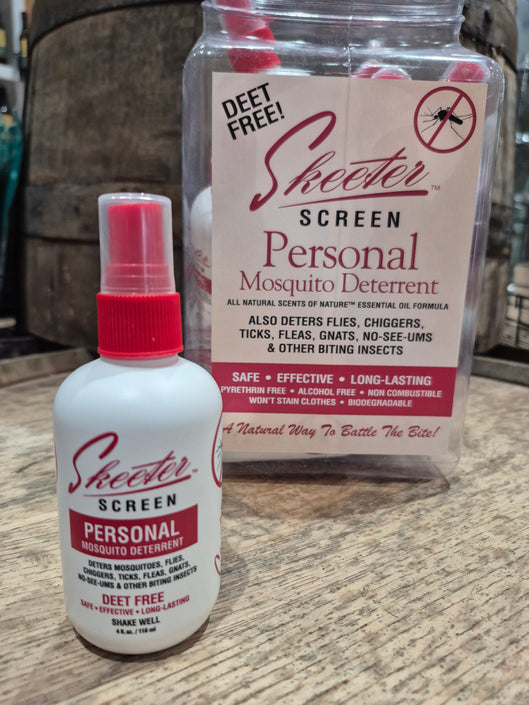 DEET
FREE!
Skeeter™
SCREEN
Personal
Mosquito Deterrent
ALL NATURAL SCENTS OF NATURE™ ESSENTIAL OIL FORMULA
ALSO DETERS FLIES, CHIGGERS,
TICKS, FLEAS, GNATS, NO-SEE-UMS
& OTHER BITING INSECTS
SAFE • EFFECTIVE • LONG-LASTING
PYRETHRIN FREE • ALCOHOL FREE • NON COMBUSTIBLE
WON'T STAIN CLOTHES • BIODEGRADABLE
A Natural Way To Battle The Bite!
Skeeter™
SCREEN
PERSONAL
MOSQUITO DETERRENT
DETERS MOSQUITOES, FLIES,
CHIGGERS, TICKS, FLEAS, GNATS,
NO-SEE-UMS & OTHER BITING INSECTS
DEET FREE
SAFE • EFFECTIVE • LONG-LASTING
SHAKE WELL
4 fl. oz. / 118 ml